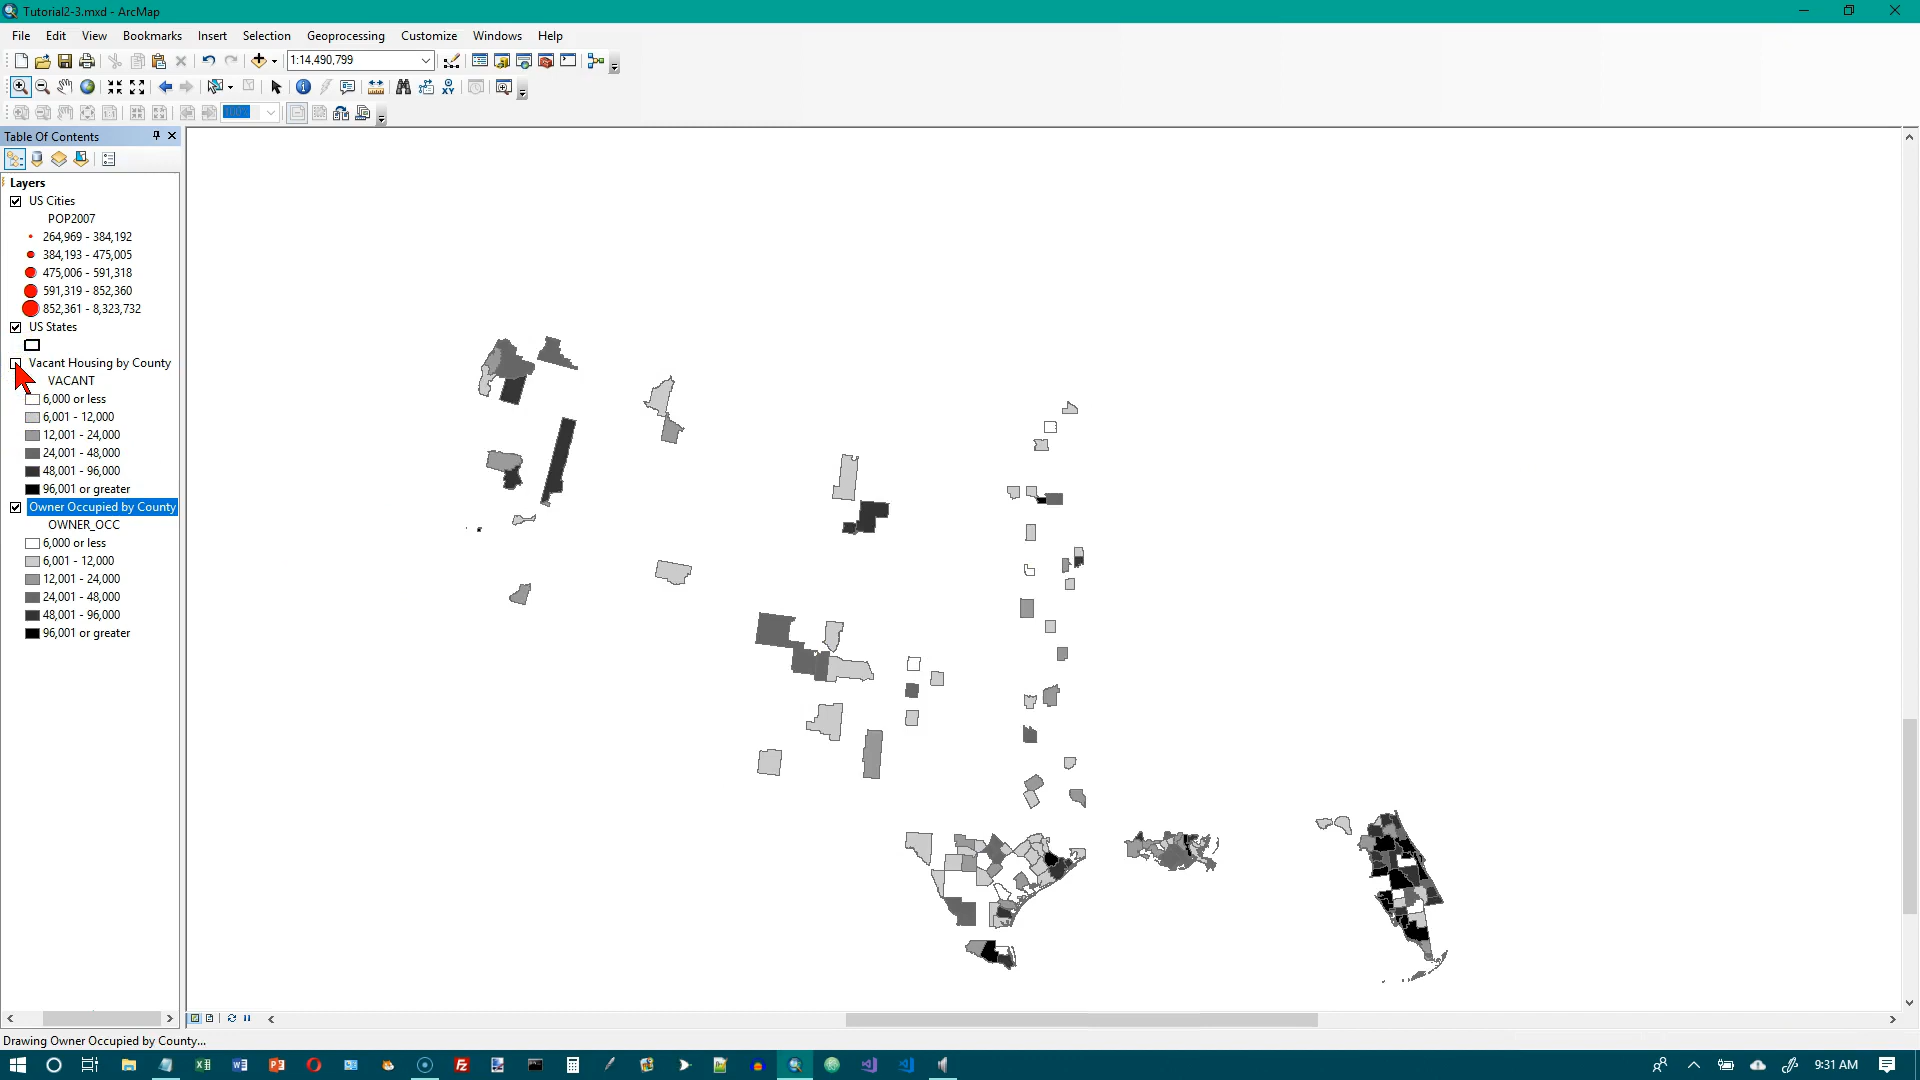 Tutorial2-3.mxd - ArcMap
File Edit View Bookmarks Insert Selection Geoprocessing Customize Windows Help
1:14,490,799
100%
Table Of Contents
Layers
US Cities
POP2007
264,969 - 384,192
384,193 - 475,005
475,006 - 591,318
591,319 - 852,360
852,361 - 8,323,732
US States
Vacant Housing by County
VACANT
6,000 or less
6,001 - 12,000
12,001 - 24,000
24,001 - 48,000
48,001 - 96,000
96,001 or greater
Owner Occupied by County
OWNER_OCC
6,000 or less
6,001 - 12,000
12,001 - 24,000
24,001 - 48,000
48,001 - 96,000
96,001 or greater
Drawing Owner Occupied by County...
9:31 AM